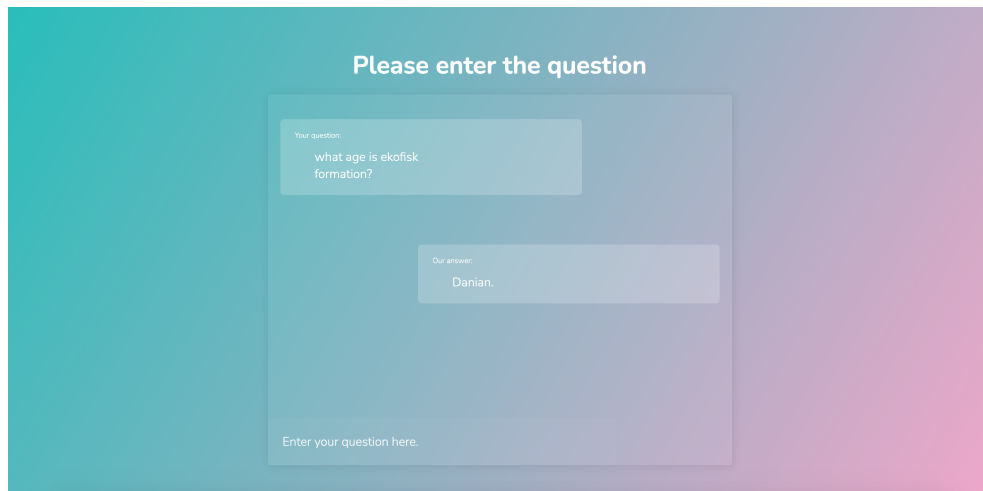 Please enter the question
Your question:
what age is ekofisk
formation?
Our answer:
Danian.
Enter your question here.